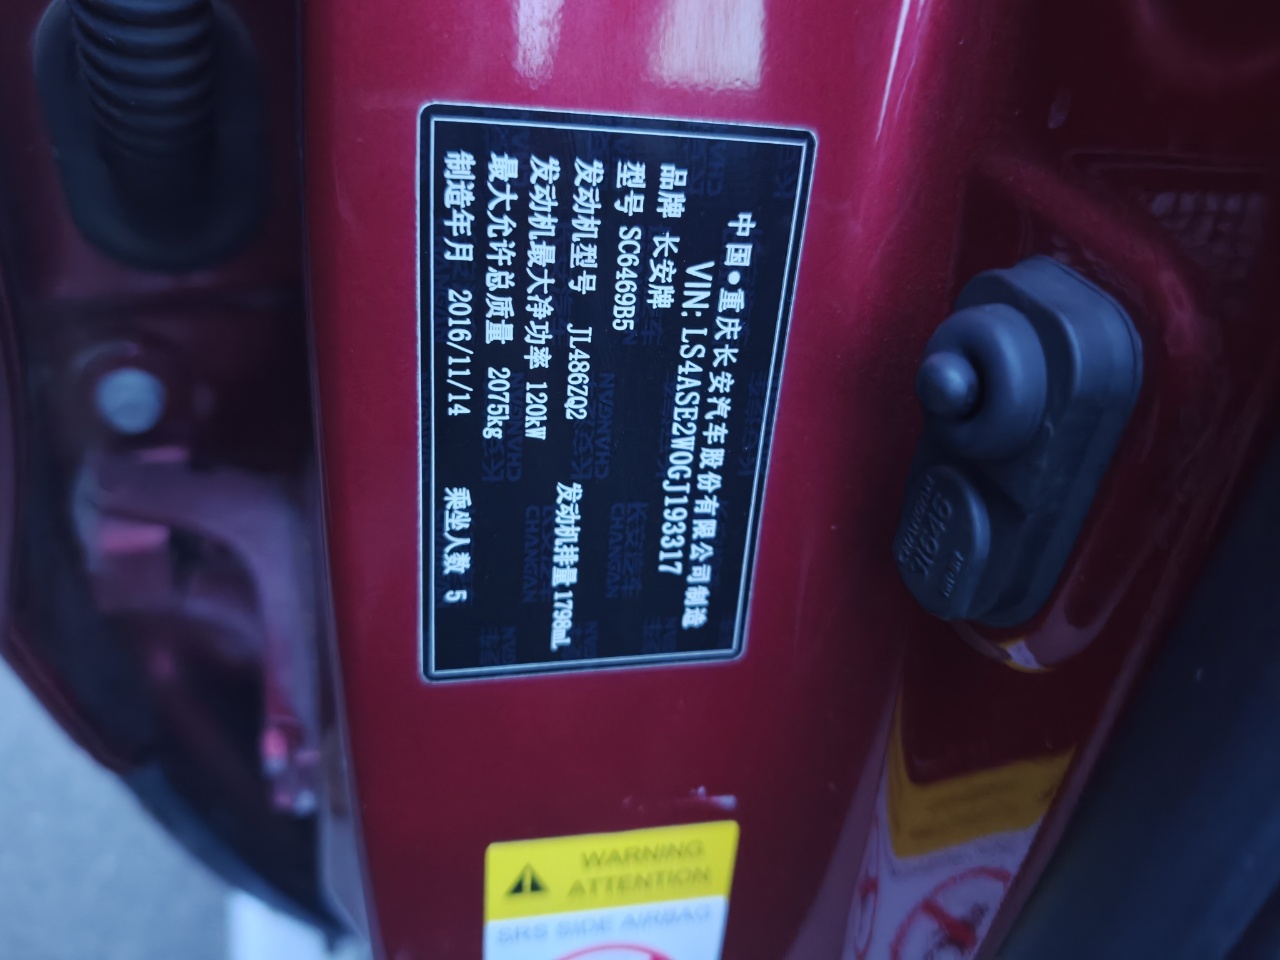 中国●重庆长安汽车股份有限公司制造
VIN: LS4ASE2W0GJ193317
品牌 长安牌
型号 SC6469B5
发动机型号 JL486ZQ2 发动机排量 1798mL
发动机最大净功率 120kW
最大允许总质量 2075kg
制造年月 2016/11/14 乘坐人数 5
WARNING
ATTENTION
SRS SIDE AIRBAG